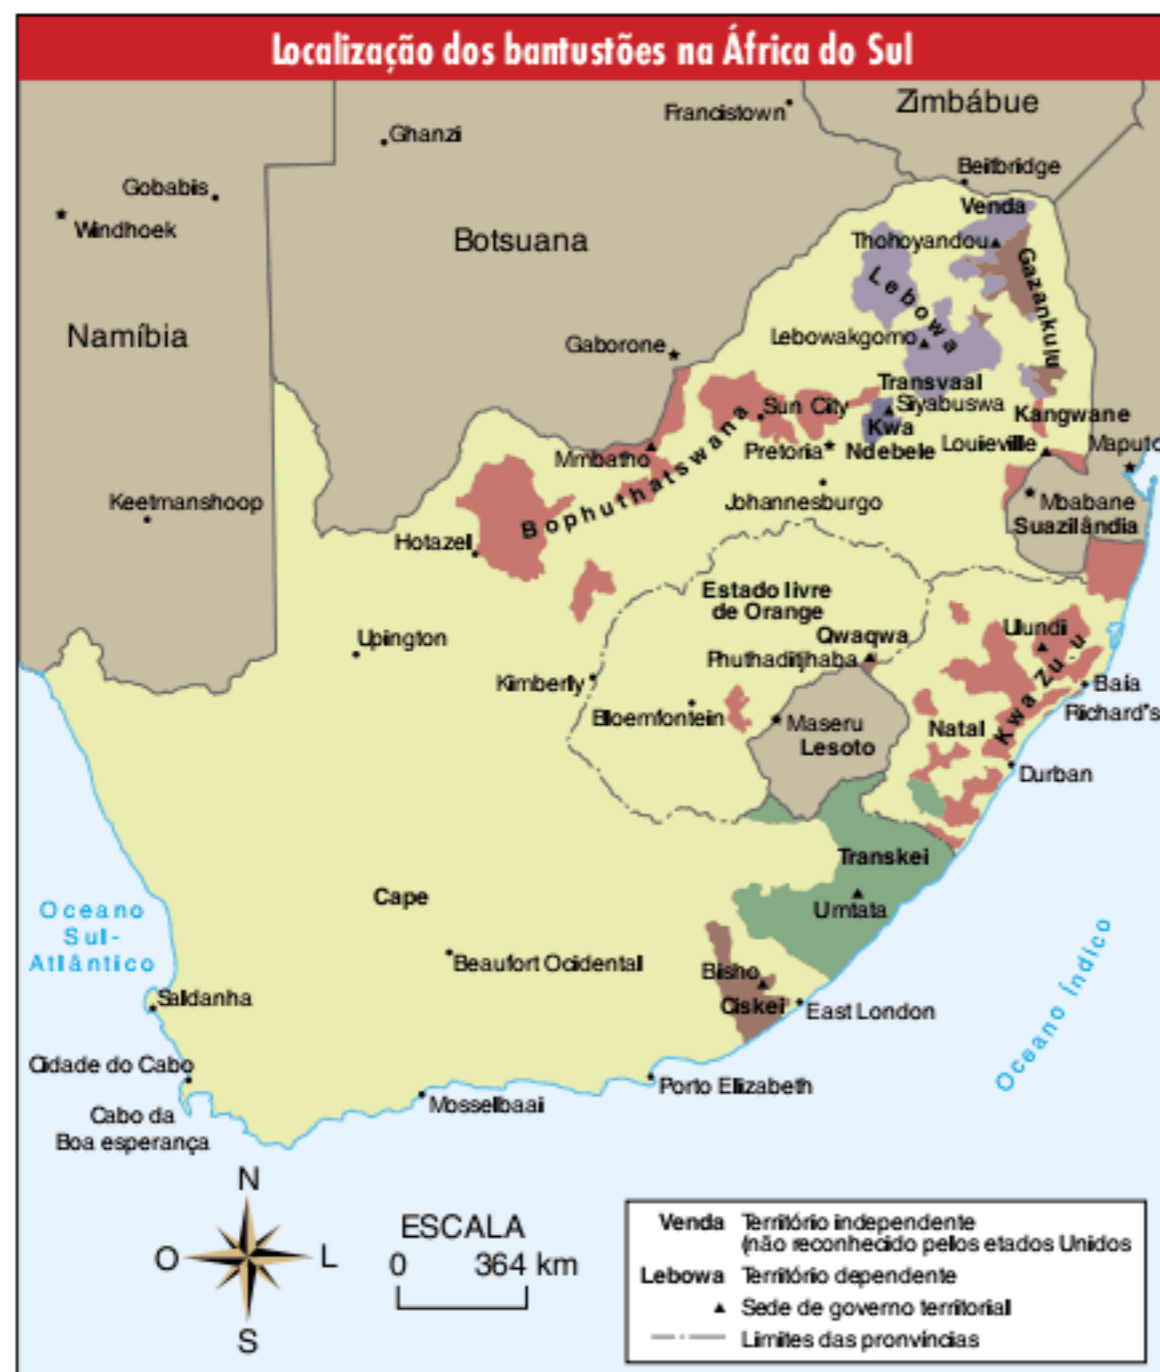 Localização dos bantustões na África do Sul
Zimbábue
Francistown
Ghanzi
Beitbridge
Gobabis
Venda
Windhoek
Botsuana
Thohoyandou
Gazankulu
Lebowa
Namíbia
Gaborone
Lebowakgomo
Transvaal
Sun City
Siyabuswa
Kangwane
Kwa
Ndebele
Mmbatho
Pretoria
Louieville
Maputo
Bophuthatswana
Keetmanshoop
Johannesburgo
Mbabane
Suazilândia
Hotazel
Estado livre
de Orange
Upington
Qwaqwa
Ulundi
Phuthaditjhaba
KwaZu.u
Kimberly
Baía
Richard's
Bloemfontein
Maseru
Lesoto
Natal
Durban
Transkei
Cape
Umtata
Oceano
Sul-
Atlântico
Oceano Índico
Beaufort Ocidental
Bisho
Ciskei
East London
Saldanha
Cidade do Cabo
Porto Elizabeth
Mosselbaai
Cabo da
Boa esperança
N
O
L
S
ESCALA
0 364 km
Venda Território independente
(não reconhecido pelos etados Unidos
Lebowa Território dependente
Sede de governo territorial
Limites das pronvíncias